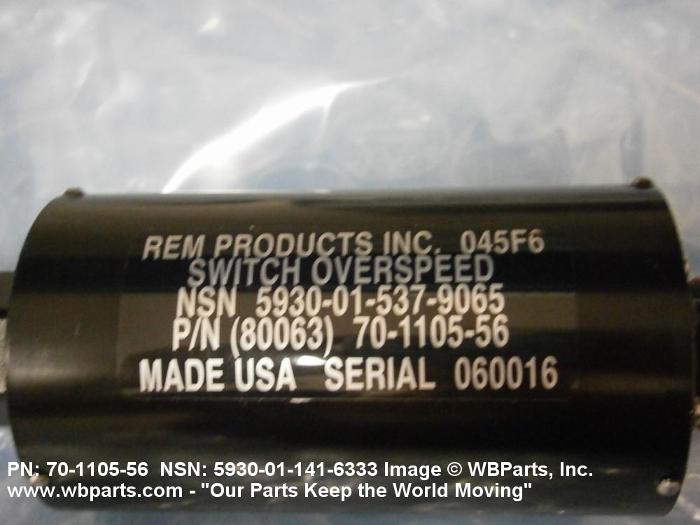 REM PRODUCTS INC. 045F6
SWITCH OVERSPEED
NSN 5930-01-537-9065
P/N (80063) 70-1105-56
MADE USA SERIAL 060016
PN: 70-1105-56 NSN: 5930-01-141-6333 Image © WBParts, Inc.
www.wbparts.com - "Our Parts Keep the World Moving"